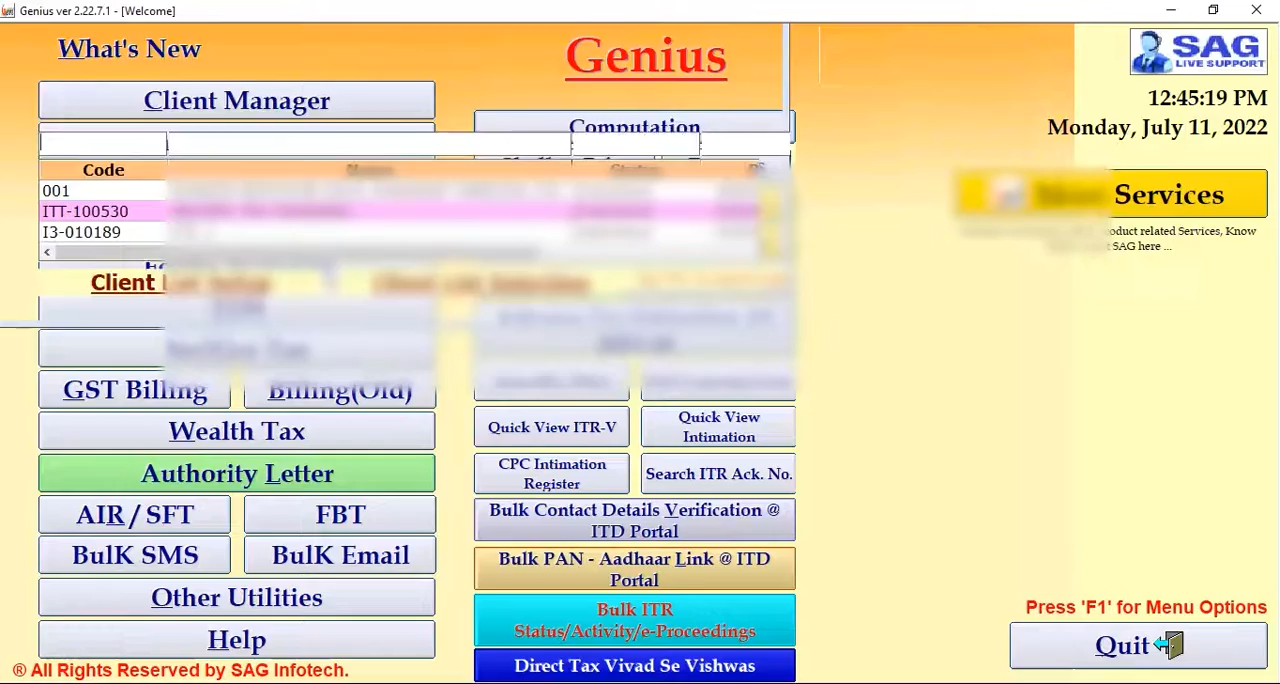 Genius ver 2.22.7.1 - [Welcome]
What's New
Genius
SAG
LIVE SUPPORT
Client Manager
12:45:19 PM
Monday, July 11, 2022
Computation
Code
001
ITT-100530
I3-010189
Services
oduct related Services, Know
SAG here ...
Client List Setup
Client List Selection
GST Billing
Billing(Old)
Quick View ITR-V
Quick View
Intimation
Wealth Tax
CPC Intimation
Register
Search ITR Ack. No.
Authority Letter
AIR / SFT
FBT
Bulk Contact Details Verification @
ITD Portal
BulK SMS
BulK Email
Bulk PAN - Aadhaar Link @ ITD
Portal
Other Utilities
Bulk ITR
Status/Activity/e-Proceedings
Press 'F1' for Menu Options
Help
Quit
Direct Tax Vivad Se Vishwas
® All Rights Reserved by SAG Infotech.